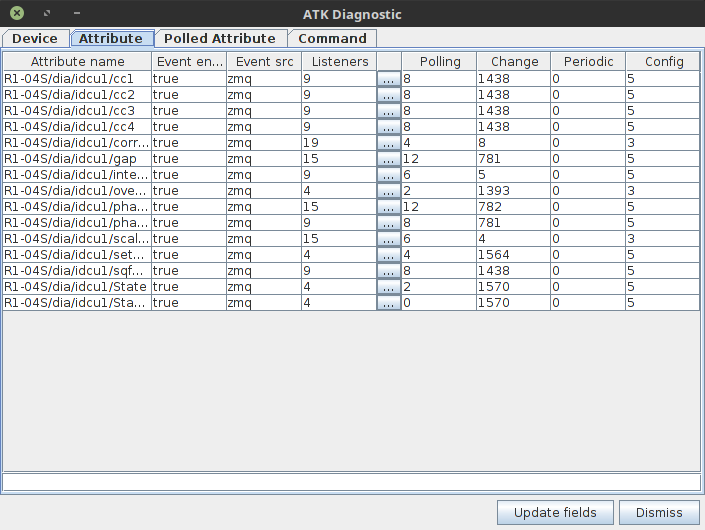 ATK Diagnostic
Device Attribute Polled Attribute Command
Attribute name Event en... Event src Listeners Polling Change Periodic Config
R1-04S/dia/idcu1/cc1 true zmq 9 ... 8 1438 0 5
R1-04S/dia/idcu1/cc2 true zmq 9 ... 8 1438 0 5
R1-04S/dia/idcu1/cc3 true zmq 9 ... 8 1438 0 5
R1-04S/dia/idcu1/cc4 true zmq 9 ... 8 1438 0 5
R1-04S/dia/idcu1/corr... true zmq 19 ... 4 8 0 3
R1-04S/dia/idcu1/gap true zmq 15 ... 12 781 0 5
R1-04S/dia/idcu1/inte... true zmq 9 ... 6 5 0 5
R1-04S/dia/idcu1/ove... true zmq 4 ... 2 1393 0 3
R1-04S/dia/idcu1/pha... true zmq 15 ... 12 782 0 5
R1-04S/dia/idcu1/pha... true zmq 9 ... 8 781 0 5
R1-04S/dia/idcu1/scal... true zmq 15 ... 6 4 0 3
R1-04S/dia/idcu1/set... true zmq 4 ... 4 1564 0 5
R1-04S/dia/idcu1/sqf... true zmq 9 ... 8 1438 0 5
R1-04S/dia/idcu1/State true zmq 4 ... 2 1570 0 5
R1-04S/dia/idcu1/Sta... true zmq 4 ... 0 1570 0 5
Update fields Dismiss